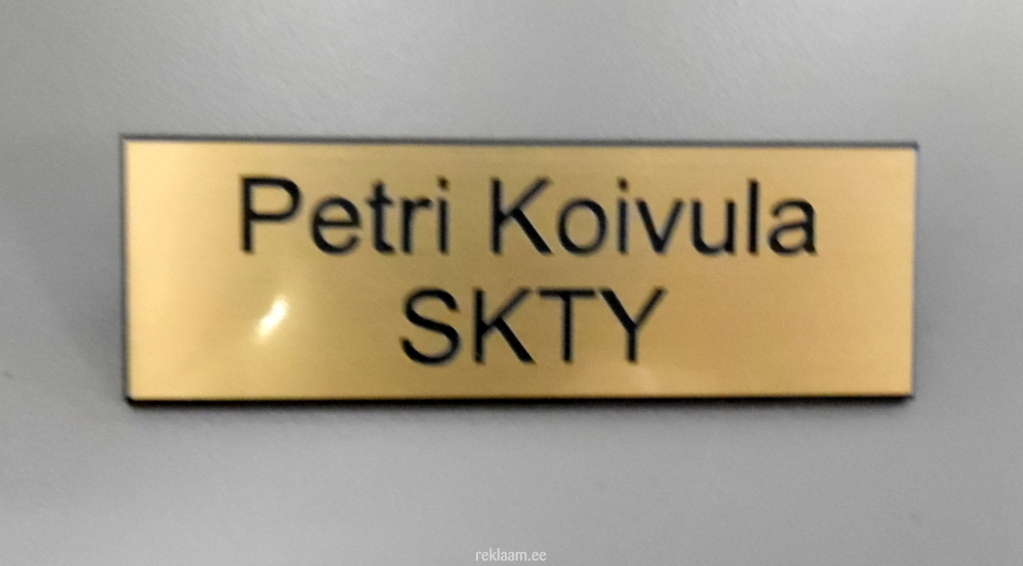 Petri Koivula
SKTY
reklaam.ee